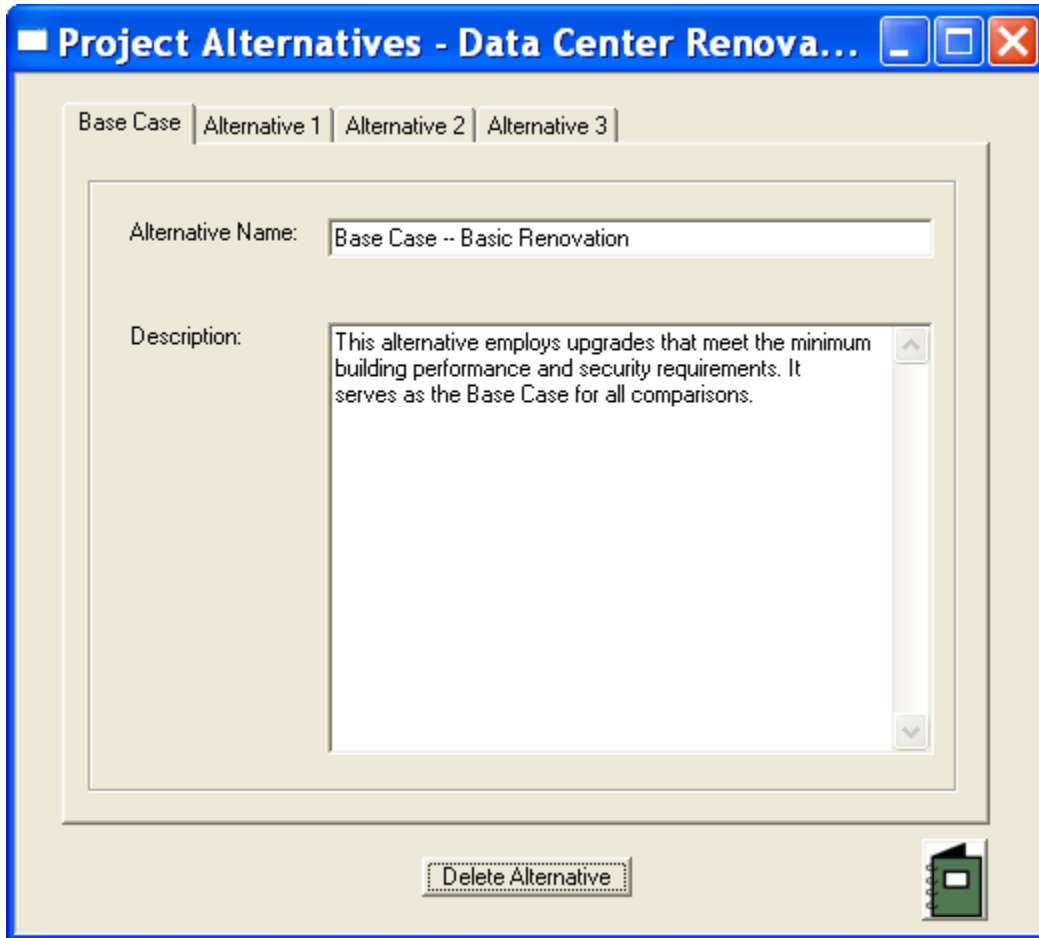 Project Alternatives - Data Center Renova...
Base Case
Alternative 1
Alternative 2
Alternative 3
Alternative Name:
Base Case -- Basic Renovation
Description:
This alternative employs upgrades that meet the minimum
building performance and security requirements. It
serves as the Base Case for all comparisons.
Delete Alternative